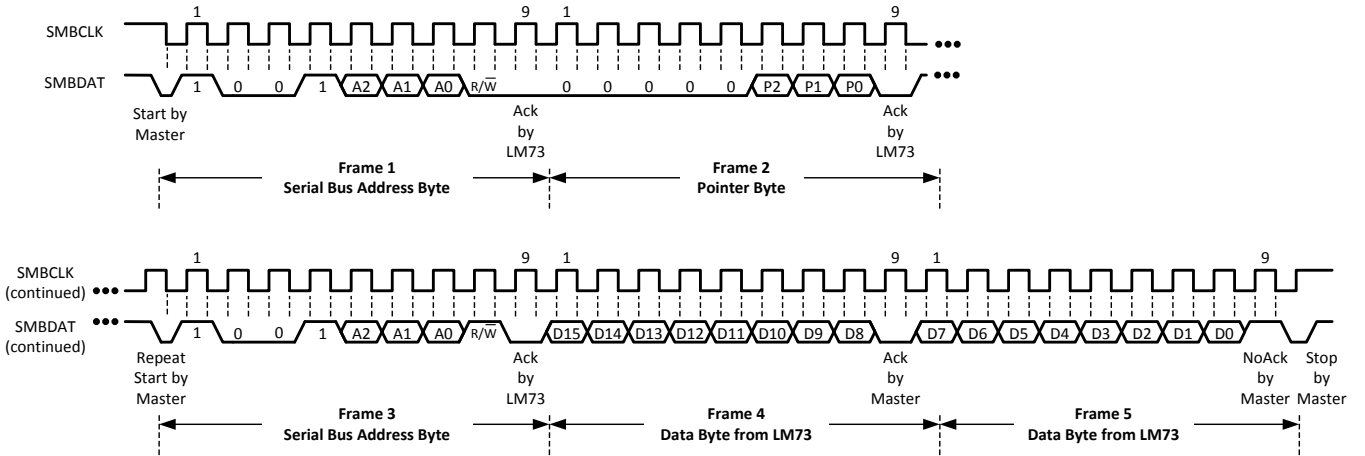 1 9 1 9
SMBCLK •••
SMBDAT 1 0 0 1 A2 A1 A0 R/W̅ 0 0 0 0 0 P2 P1 P0 •••
Start by
Master
Ack
by
LM73
Ack
by
LM73
Frame 1
Serial Bus Address Byte
Frame 2
Pointer Byte
1 9 1 9 1 9
SMBCLK
(continued) •••
SMBDAT
(continued) ••• 1 0 0 1 A2 A1 A0 R/W̅ D15 D14 D13 D12 D11 D10 D9 D8 D7 D6 D5 D4 D3 D2 D1 D0
Repeat
Start by
Master
Ack
by
LM73
Ack
by
Master
NoAck
by
Master
Stop
by
Master
Frame 3
Serial Bus Address Byte
Frame 4
Data Byte from LM73
Frame 5
Data Byte from LM73